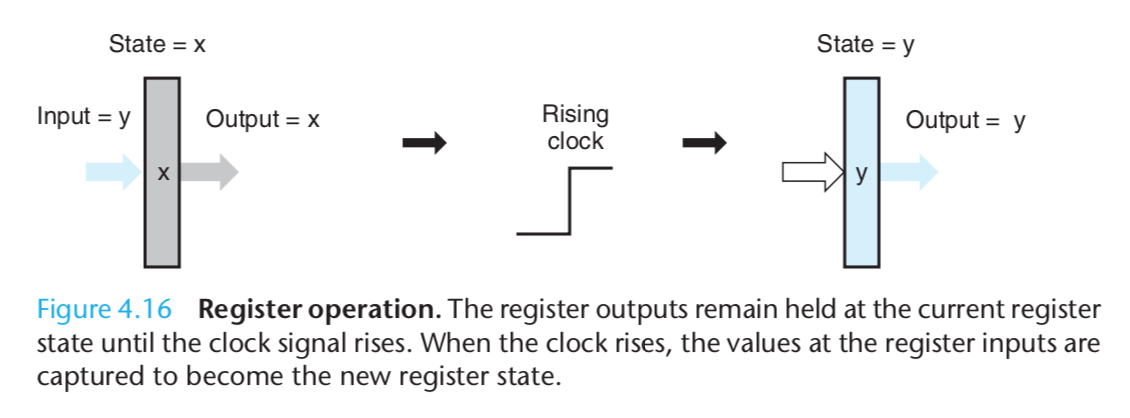 State = x
Input = y
Output = x
x
Rising
clock
State = y
Output =  y
y
Figure 4.16  Register operation. The register outputs remain held at the current register
state until the clock signal rises. When the clock rises, the values at the register inputs are
captured to become the new register state.